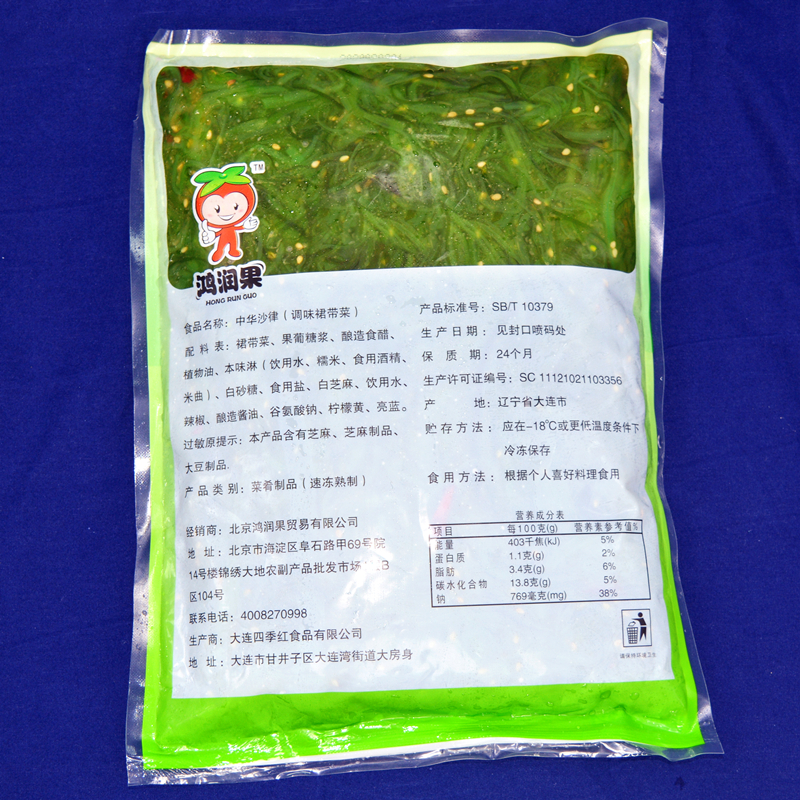 TM
鸿润果
HONG RUN GUO
食品名称：中华沙律（调味裙带菜）
配料表：裙带菜、果葡糖浆、酿造食醋、
植物油、本味淋（饮用水、糯米、食用酒精、
米曲）、白砂糖、食用盐、白芝麻、饮用水、
辣椒、酿造酱油、谷氨酸钠、柠檬黄、亮蓝。
过敏原提示：本产品含有芝麻、芝麻制品、
大豆制品.
产品类别：菜肴制品（速冻熟制）
经销商：北京鸿润果贸易有限公司
地址：北京市海淀区阜石路甲69号院
14号楼锦绣大地农副产品批发市场
区104号
联系电话：4008270998
生产商：大连四季红食品有限公司
地址：大连市甘井子区大连湾街道大房身
产品标准号：SB/T 10379
生产日期：见封口喷码处
保质期：24个月
生产许可证编号：SC 11121021103356
产地：辽宁省大连市
贮存方法：应在-18℃或更低温度条件下
冷冻保存
食用方法：根据个人喜好料理食用
营养成分表
项目 每100克(g) 营养素参考值%
能量 403千焦(kJ) 5%
蛋白质 1.1克(g) 2%
脂肪 3.4克(g) 6%
碳水化合物 13.8克(g) 5%
钠 769毫克(mg) 38%
请保持环境卫生